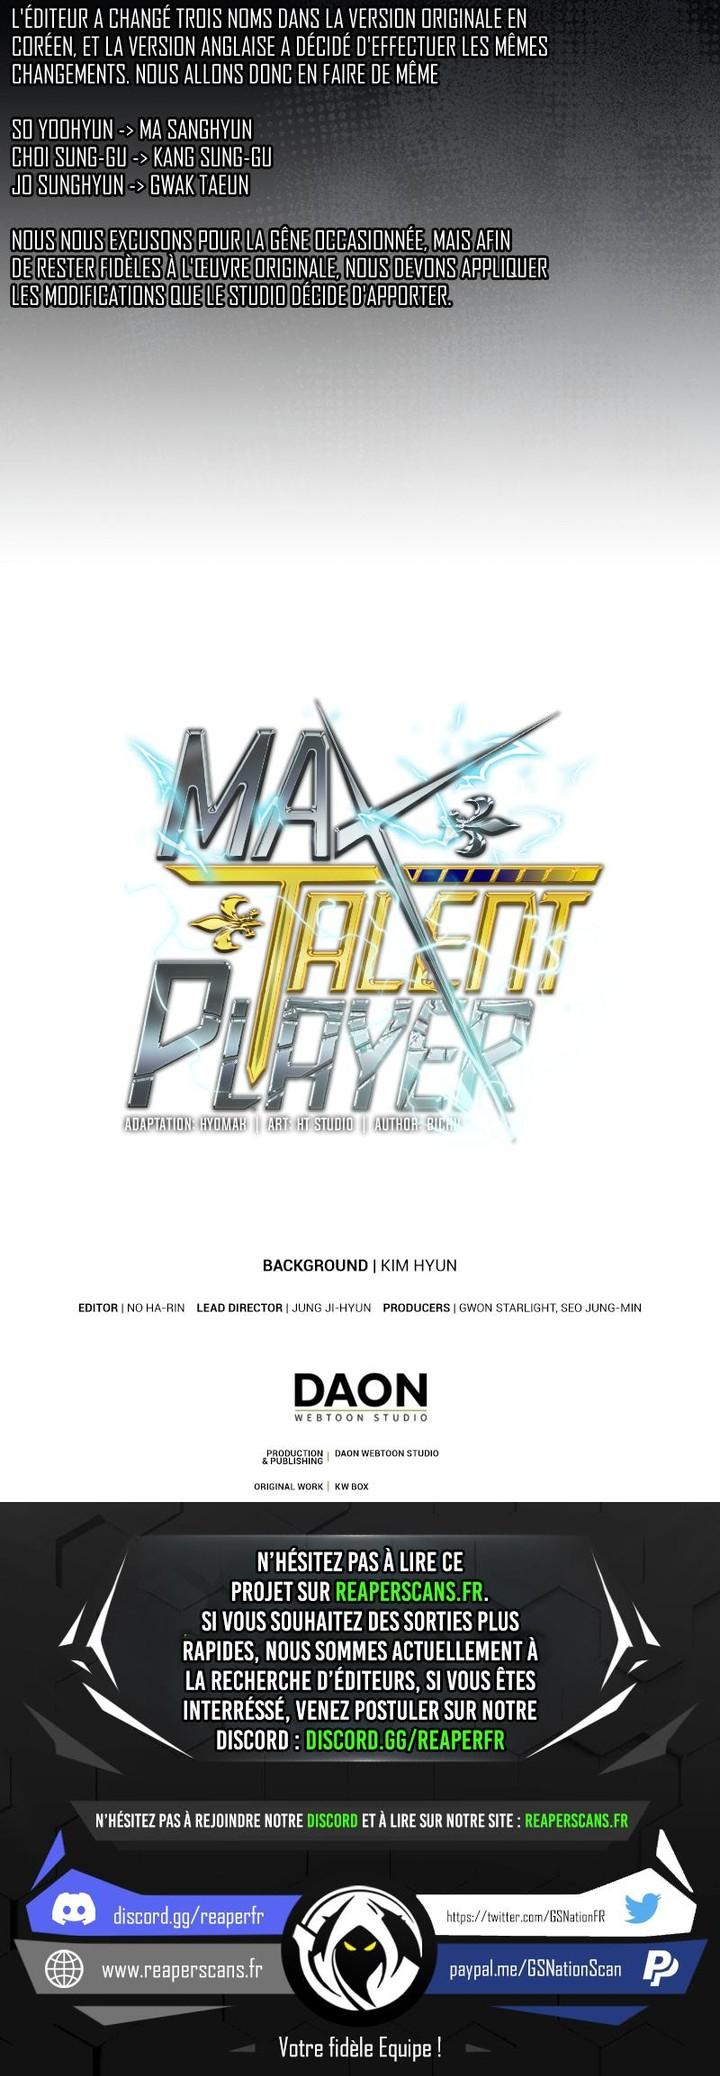 L'ÉDITEUR A CHANGÉ TROIS NOMS DANS LA VERSION ORIGINALE EN
CORÉEN, ET LA VERSION ANGLAISE A DÉCIDÉ D'EFFECTUER LES MÊMES
CHANGEMENTS. NOUS ALLONS DONC EN FAIRE DE MÊME
SO YOOHYUN -> MA SANGHYUN
CHOI SUNG-GU -> KANG SUNG-GU
JO SUNGHYUN -> GWAK TAEUN
NOUS NOUS EXCUSONS POUR LA GÊNE OCCASIONNÉE, MAIS AFIN
DE RESTER FIDÈLES À L'ŒUVRE ORIGINALE, NOUS DEVONS APPLIQUER
LES MODIFICATIONS QUE LE STUDIO DÉCIDE D'APPORTER.
MAX
TALENT
PLAYER
ADAPTATION: HYOMAK | ART: HT STUDIO | AUTHOR:
BACKGROUND | KIM HYUN
EDITOR | NO HA-RIN LEAD DIRECTOR | JUNG JI-HYUN PRODUCERS | GWON STARLIGHT, SEO JUNG-MIN
DAON
WEBTOON STUDIO
PRODUCTION & PUBLISHING | DAON WEBTOON STUDIO
ORIGINAL WORK | KW BOX
N'HÉSITEZ PAS À LIRE CE
PROJET SUR REAPERSCANS.FR.
SI VOUS SOUHAITEZ DES SORTIES PLUS
RAPIDES, NOUS SOMMES ACTUELLEMENT À
LA RECHERCHE D'ÉDITEURS, SI VOUS ÊTES
INTERRÉSSÉ, VENEZ POSTULER SUR NOTRE
DISCORD : DISCORD.GG/REAPERFR
N'HÉSITEZ PAS À REJOINDRE NOTRE DISCORD ET À LIRE SUR NOTRE SITE : REAPERSCANS.FR
discord.gg/reaperfr
https://twitter.com/GSNationFR
www.reaperscans.fr
paypal.me/GSNationScan
Votre fidèle Equipe !